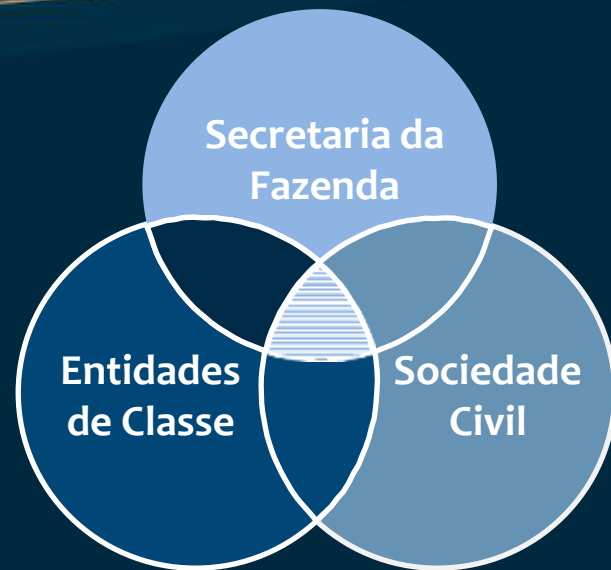 Secretaria da
Fazenda
Entidades
de Classe
Sociedade
Civil